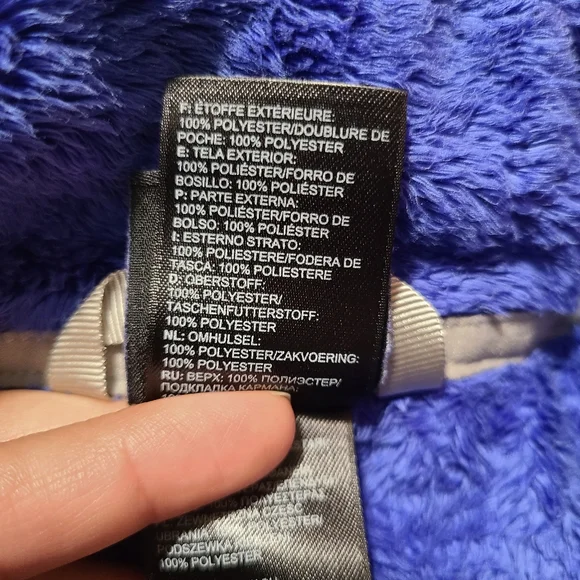 F: ÉTOFFE EXTÉRIEURE:
100% POLYESTER/DOUBLURE DE
POCHE: 100% POLYESTER
E: TELA EXTERIOR:
100% POLIÉSTER/FORRO DE
BOSILLO: 100% POLIÉSTER
P: PARTE EXTERNA:
100% POLIÉSTER/FORRO DE
BOLSO: 100% POLIÉSTER
I: ESTERNO STRATO:
100% POLIESTERE/FODERA DE
TASCA: 100% POLIESTERE
D: OBERSTOFF:
100% POLYESTER/
TASCHENFUTTERSTOFF:
100% POLYESTER
NL: OMHULSEL:
100% POLYESTER/ZAKVOERING:
100% POLYESTER
RU: ВЕРХ: 100% ПОЛИЭСТЕР/
ПОДКЛАДКА КАРМАНА:
UBRANIA
PODSZEWKA
100% POLYESTER